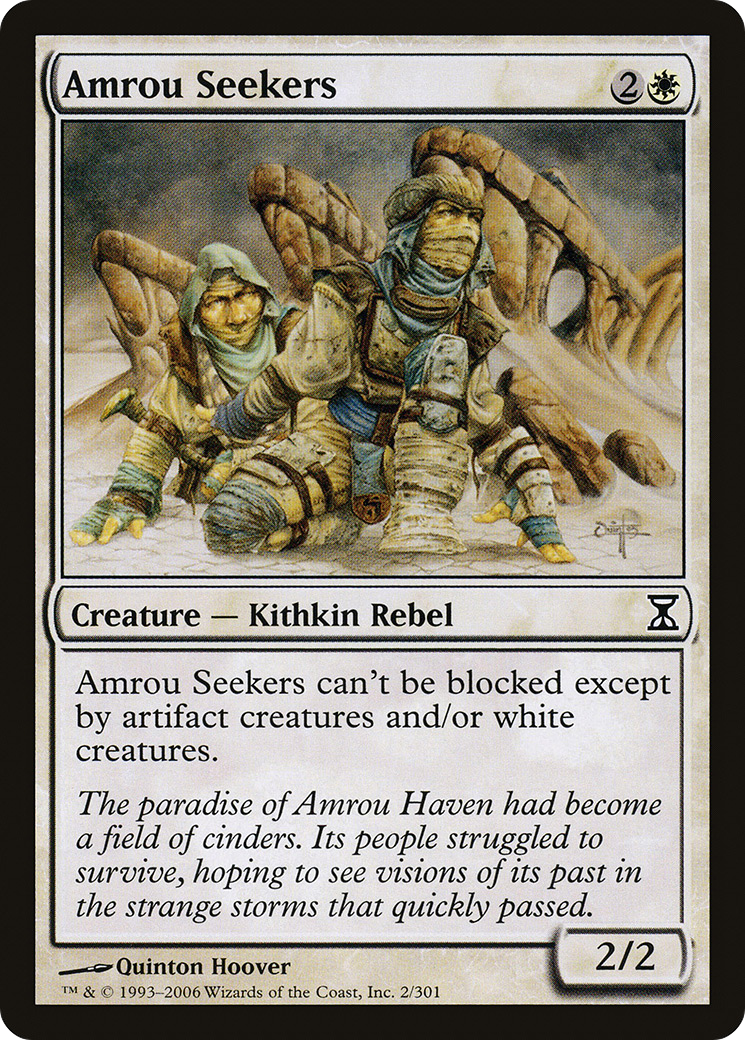 Amrou Seekers 2
Creature — Kithkin Rebel
Amrou Seekers can't be blocked except
by artifact creatures and/or white
creatures.
The paradise of Amrou Haven had become
a field of cinders. Its people struggled to
survive, hoping to see visions of its past in
the strange storms that quickly passed.
2/2
Quinton Hoover
™ & © 1993–2006 Wizards of the Coast, Inc. 2/301